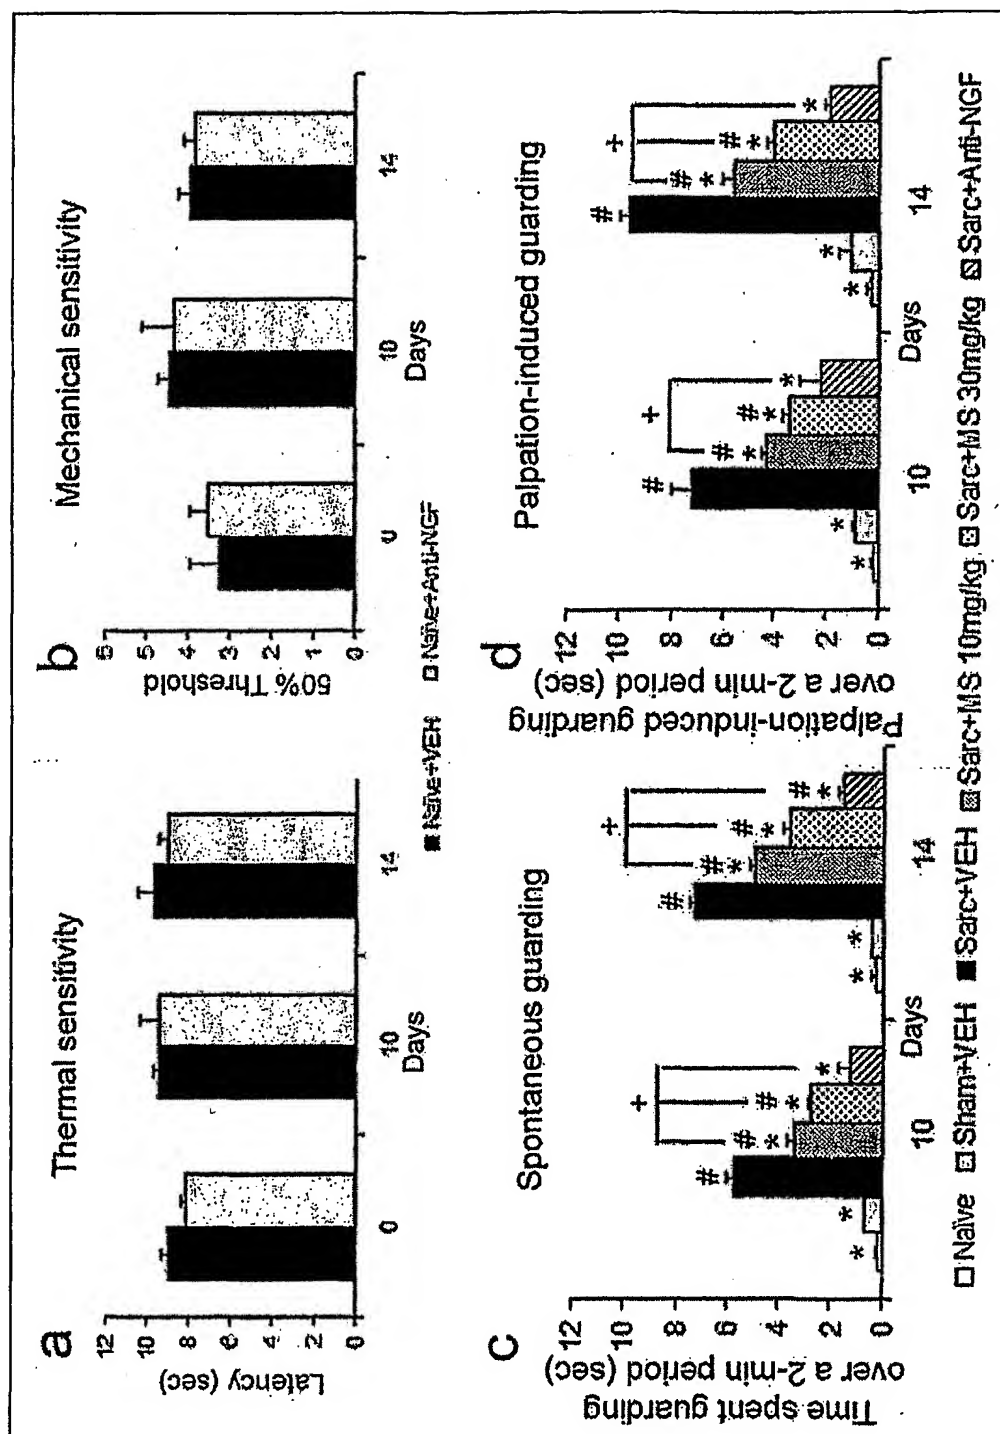 a
Thermal sensitivity
Latency (sec)
12
10
8
6
4
2
0
0
10
14
Days
b
Mechanical sensitivity
50% Threshold
6
5
4
3
2
1
0
0
10
14
Days
■ Naïve+VEH □ Naïve+Anti-NGF
c
Spontaneous guarding
Time spent guarding
over a 2-min period (sec)
12
10
8
6
4
2
0
* * # # * # * * +
* * # # * # * # * +
10
14
Days
d
Palpation-induced guarding
Palpation-induced guarding
over a 2-min period (sec)
12
10
8
6
4
2
0
* * # # * # * * +
* * # # * # * * +
10
14
Days
□ Naïve □ Sham+VEH ■ Sarc+VEH ▩ Sarc+MS 10mg/kg ▩ Sarc+MS 30mg/kg ▨ Sarc+Anti-NGF